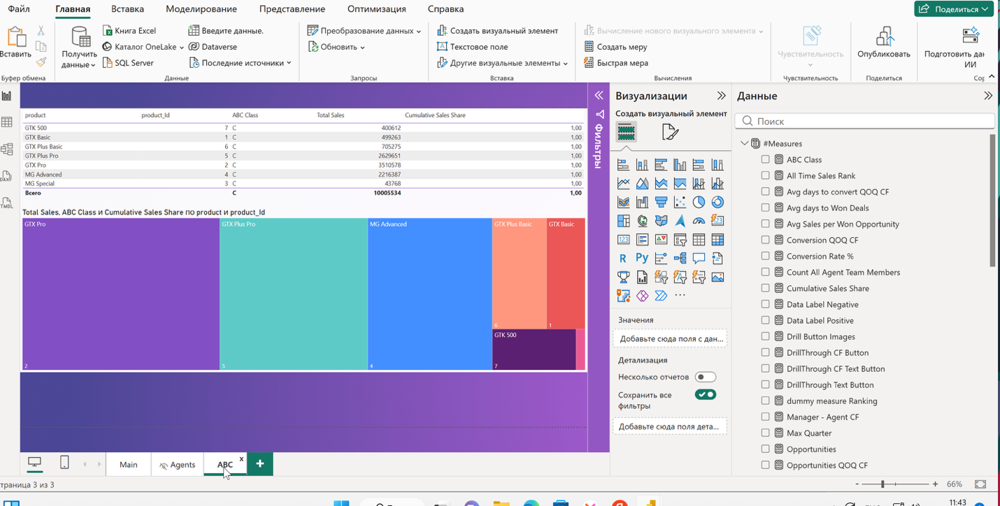 Файл Главная Вставка Моделирование Представление Оптимизация Справка Поделиться
Вставить
Буфер обмена
Получить данные
Книга Excel
Каталог OneLake
SQL Server
Введите данные.
Dataverse
Последние источники
Данные
Преобразование данных
Обновить
Запросы
Создать визуальный элемент
Текстовое поле
Другие визуальные элементы
Вставка
Вычисление нового визуального элемента
Создать меру
Быстрая мера
Вычисления
Чувствительность
Чувствительность
Опубликовать
Поделиться
Подготовить дан
ИИ
DAX
TMDL
product product_Id ABC Class Total Sales Cumulative Sales Share
GTK 500 7 C 400612 1,00
GTX Basic 1 C 499263 1,00
GTX Plus Basic 6 C 705275 1,00
GTX Plus Pro 5 C 2629651 1,00
GTX Pro 2 C 3510578 1,00
MG Advanced 4 C 2216387 1,00
MG Special 3 C 43768 1,00
Всего C 10005534 1,00
Total Sales, ABC Class и Cumulative Sales Share по product и product_Id
GTX Pro
2
GTX Plus Pro
5
MG Advanced
4
GTX Plus Basic
6
GTX Basic
1
GTK 500
7
Фильтры
Визуализации
Создать визуальный элемент
123
123
R Py
Значения
Добавьте сюда поля с дан...
Детализация
Несколько отчетов
Сохранить все
фильтры
Добавьте сюда поля дета...
Данные
Поиск
#Measures
ABC Class
All Time Sales Rank
Avg days to convert QOQ CF
Avg days to Won Deals
Avg Sales per Won Opportunity
Conversion QOQ CF
Conversion Rate %
Count All Agent Team Members
Cumulative Sales Share
Data Label Negative
Data Label Positive
Drill Button Images
DrillThrough CF Button
DrillThrough CF Text Button
DrillThrough Text Button
dummy measure Ranking
Manager - Agent CF
Max Quarter
Opportunities
Opportunities QOQ CF
Main Agents ABC x +
траница 3 из 3
- + 66%
11:43